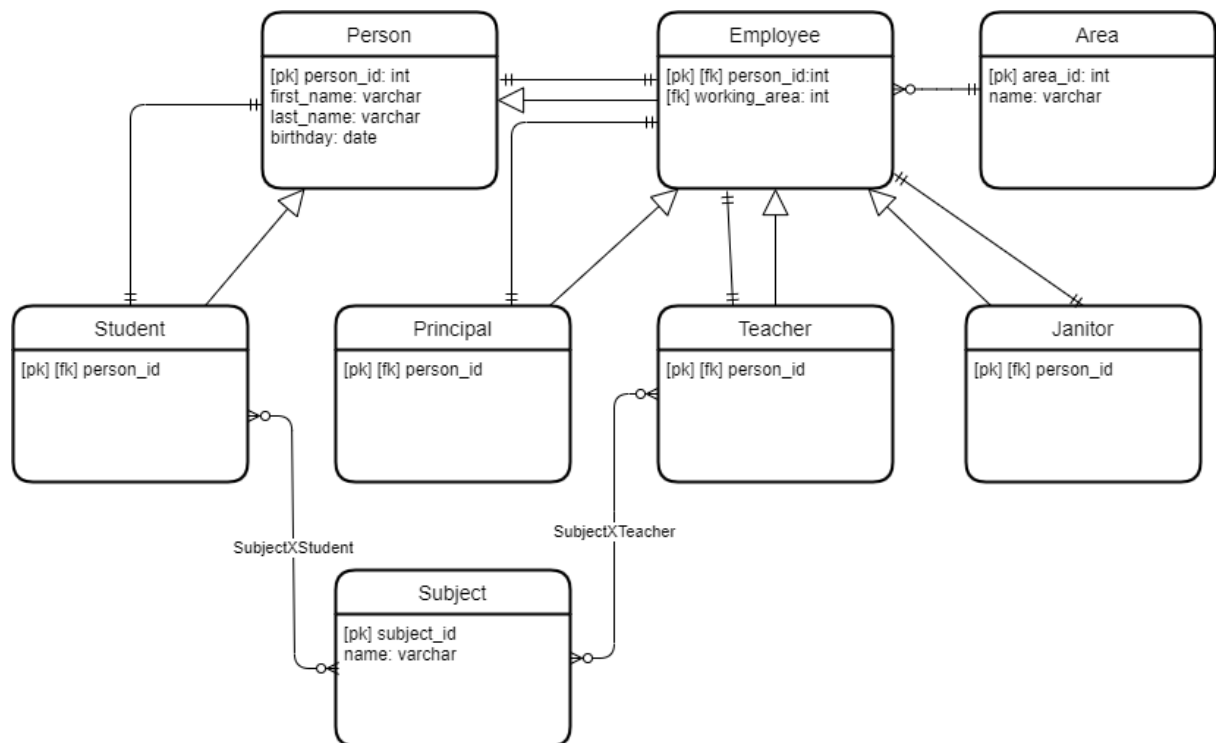 Person
[pk] person_id: int
first_name: varchar
last_name: varchar
birthday: date
Employee
[pk] [fk] person_id:int
[fk] working_area: int
Area
[pk] area_id: int
name: varchar
Student
[pk] [fk] person_id
Principal
[pk] [fk] person_id
Teacher
[pk] [fk] person_id
Janitor
[pk] [fk] person_id
SubjectXStudent
SubjectXTeacher
Subject
[pk] subject_id
name: varchar